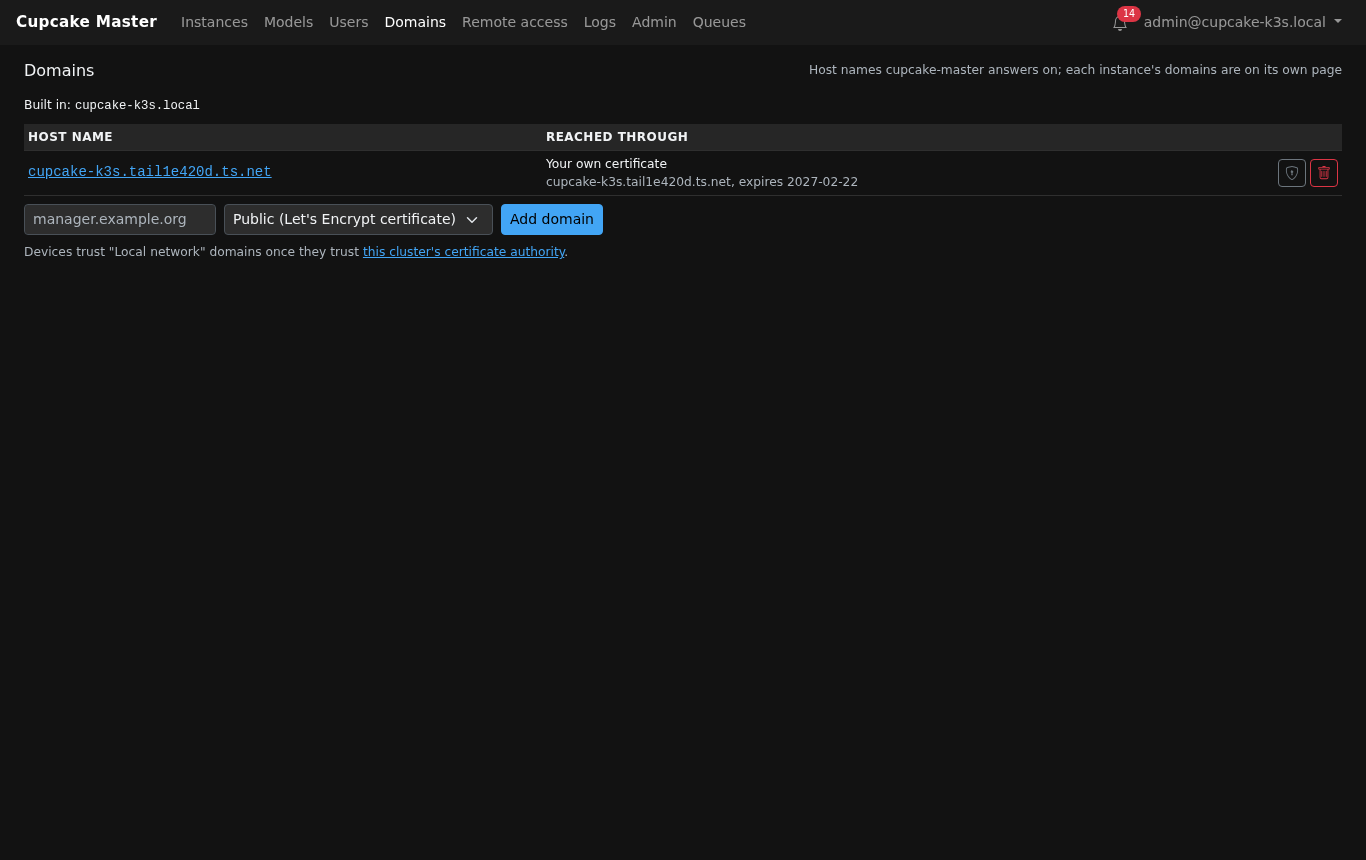 Cupcake Master Instances Models Users Domains Remote access Logs Admin Queues 14 admin@cupcake-k3s.local
Domains Host names cupcake-master answers on; each instance's domains are on its own page
Built in: cupcake-k3s.local
HOST NAME REACHED THROUGH
cupcake-k3s.tail1e420d.ts.net Your own certificate
cupcake-k3s.tail1e420d.ts.net, expires 2027-02-22
manager.example.org Public (Let's Encrypt certificate) Add domain
Devices trust "Local network" domains once they trust this cluster's certificate authority.